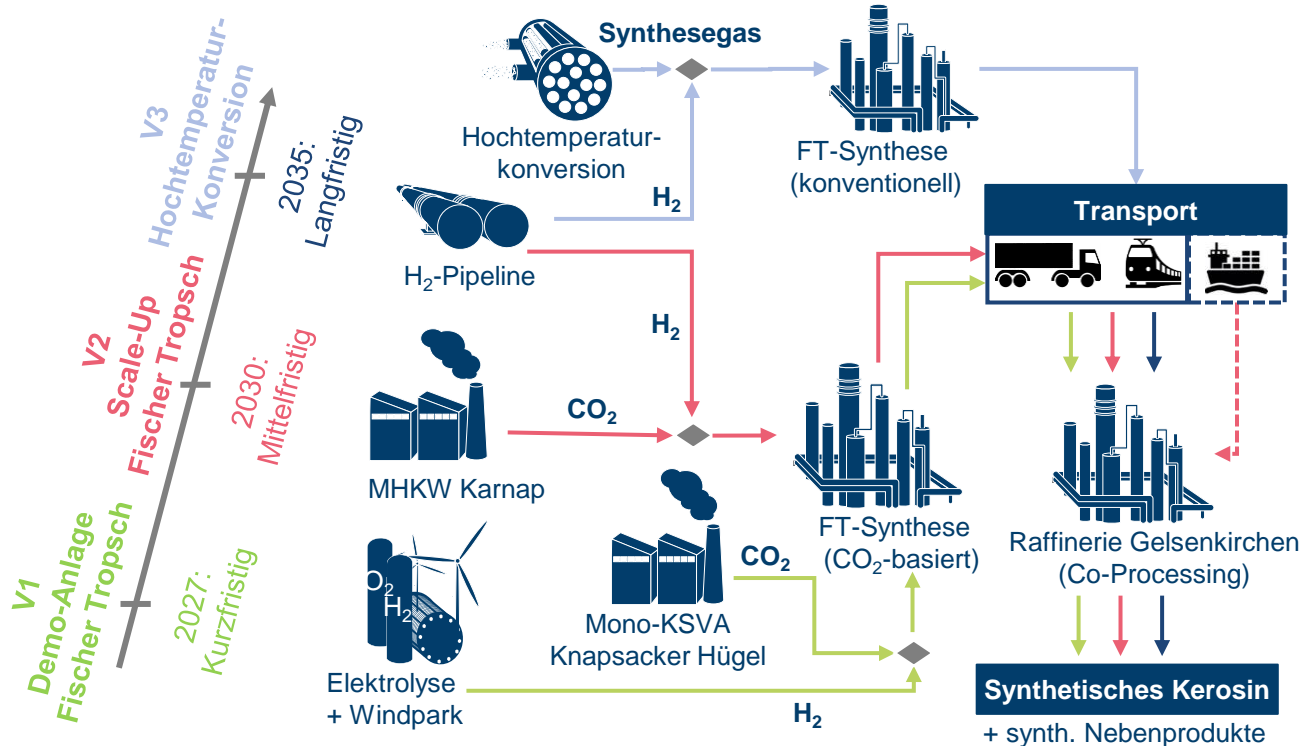 V3
Hochtemperatur-
Konversion
2035:
Langfristig
V2
Scale-Up
Fischer Tropsch
2030:
Mittelfristig
V1
Demo-Anlage
Fischer Tropsch
2027:
Kurzfristig
Synthesegas
Hochtemperatur-
konversion
FT-Synthese
(konventionell)
H₂
H₂-Pipeline
H₂
Transport
CO₂
MHKW Karnap
FT-Synthese
(CO₂-basiert)
Raffinerie Gelsenkirchen
(Co-Processing)
CO₂
Mono-KSVA
Knapsacker Hügel
O₂
H₂
Elektrolyse
+ Windpark
H₂
Synthetisches Kerosin
+ synth. Nebenprodukte